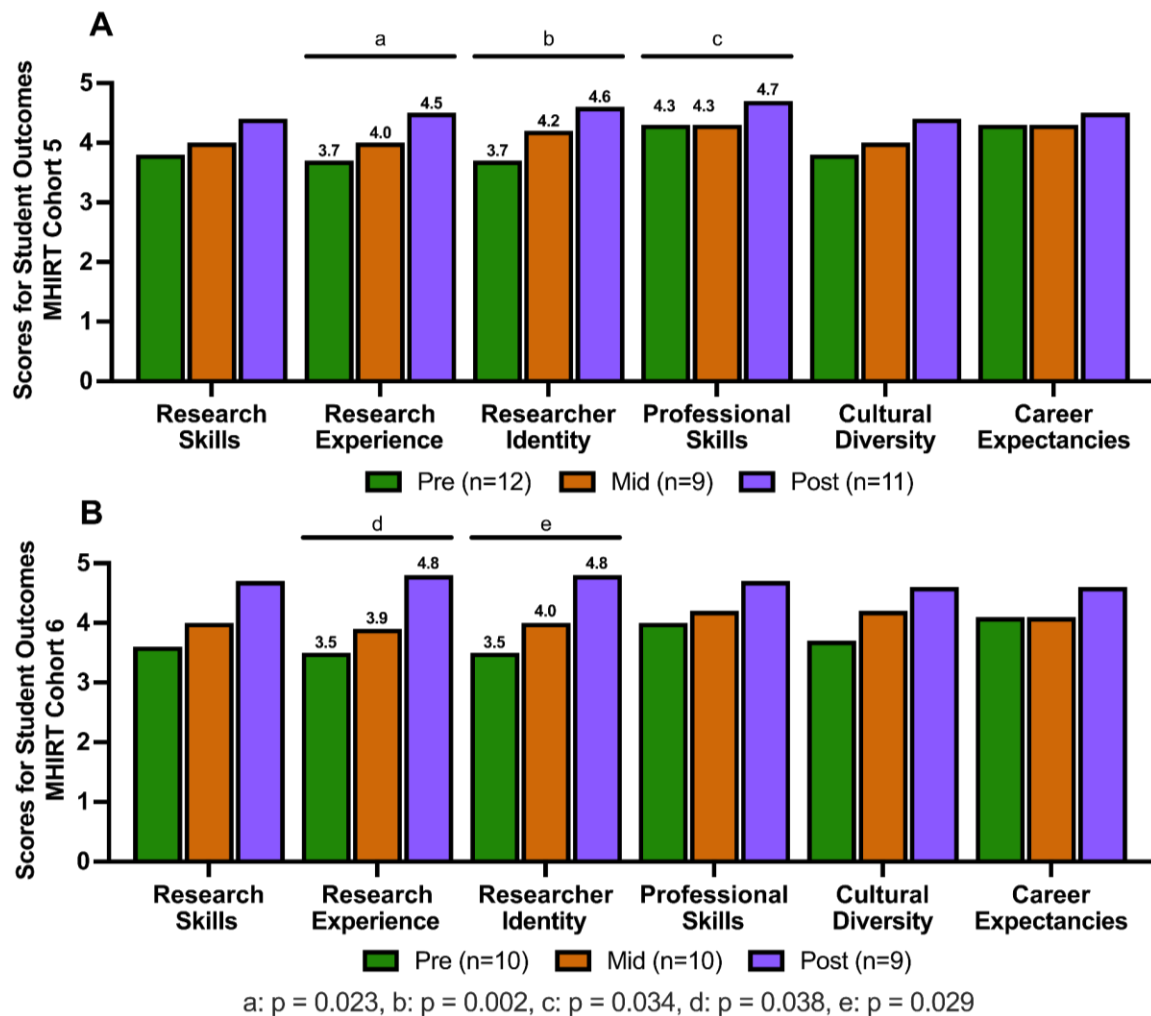 A
a b c
Scores for Student Outcomes
MHIRT Cohort 5
5
4
3
2
1
0
3.7 4.0 4.5 3.7 4.2 4.6 4.3 4.3 4.7
Research Research Researcher Professional Cultural Career
Skills Experience Identity Skills Diversity Expectancies
Pre (n=12) Mid (n=9) Post (n=11)
B
d e
Scores for Student Outcomes
MHIRT Cohort 6
5
4
3
2
1
0
3.5 3.9 4.8 3.5 4.0 4.8
Research Research Researcher Professional Cultural Career
Skills Experience Identity Skills Diversity Expectancies
Pre (n=10) Mid (n=10) Post (n=9)
a: p = 0.023, b: p = 0.002, c: p = 0.034, d: p = 0.038, e: p = 0.029